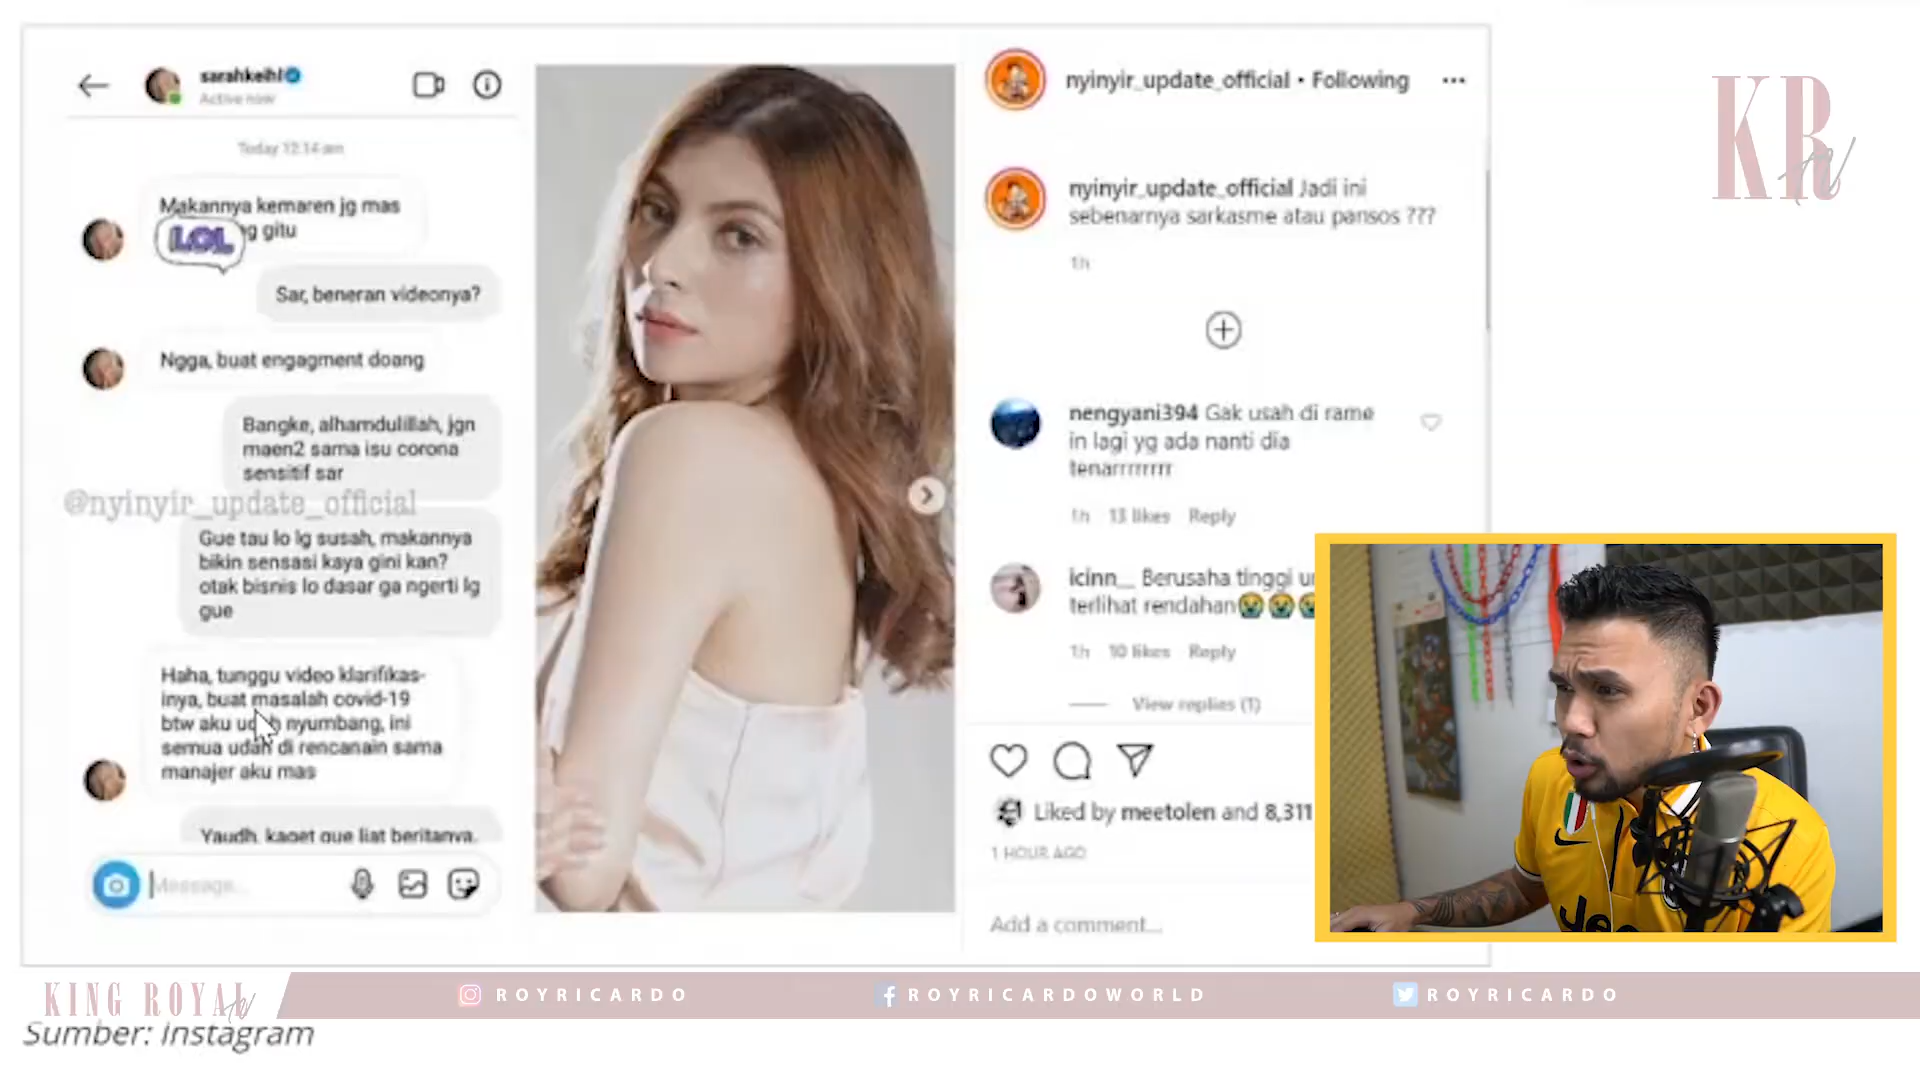 sarahkeihl
Active now
Today 12:14 am
Makannya kemaren jg mas
LOL
g gitu
Sar, beneran videonya?
Ngga, buat engagment doang
Bangke, alhamdulillah, jgn
maen2 sama isu corona
sensitif sar
@nyinyir_update_official
Gue tau lo lg susah, makannya
bikin sensasi kaya gini kan?
otak bisnis lo dasar ga ngerti lg
gue
Haha, tunggu video klarifikas-
inya, buat masalah covid-19
btw aku udah nyumbang, ini
semua udah di rencanain sama
manajer aku mas
Yaudh, kaget gue liat beritanya,
Message...
nyinyir_update_official • Following
nyinyir_update_official Jadi ini
sebenarnya sarkasme atau pansos ???
1h
nengyani394 Gak usah di rame
in lagi yg ada nanti dia
tenarrrrrrrr
1h 13 likes Reply
icinn__ Berusaha tinggi
terlihat rendahan
1h 10 likes Reply
View replies (1)
Liked by meetolen and 8,311
1 HOUR AGO
Add a comment...
KR tv
KING ROYAL tv
ROYRICARDO
ROYRICARDOWORLD
ROYRICARDO
Sumber: Instagram